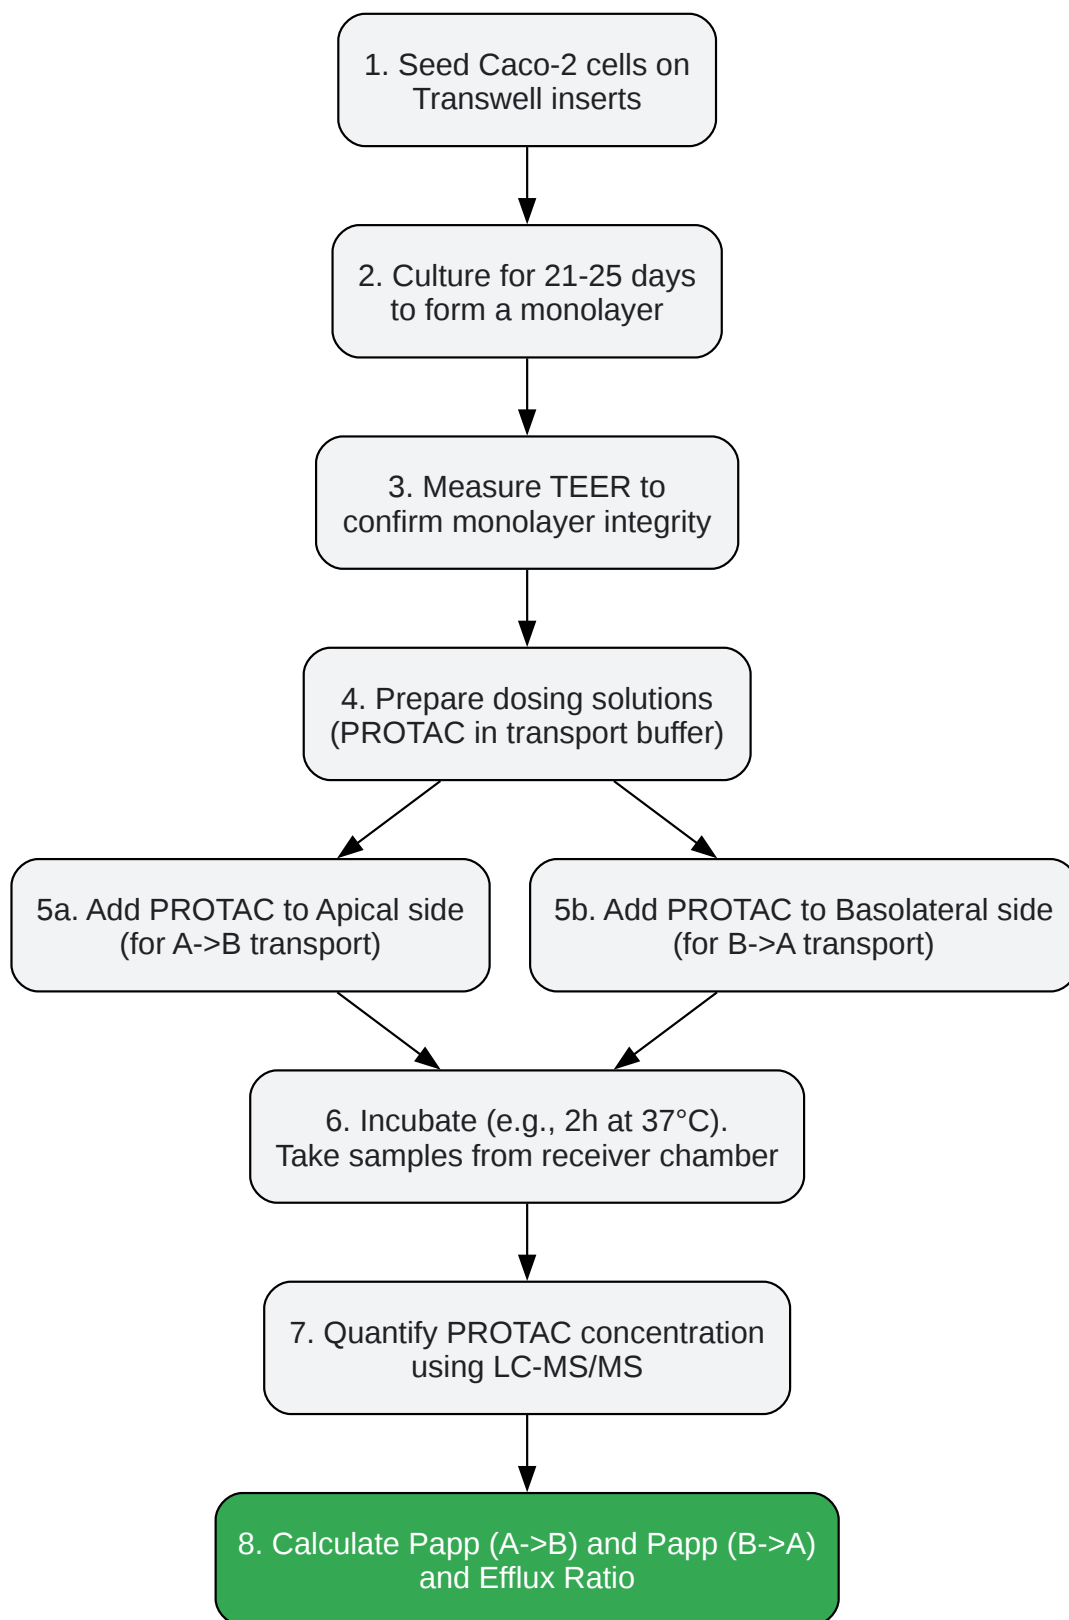 1. Seed Caco-2 cells on
Transwell inserts
2. Culture for 21-25 days
to form a monolayer
3. Measure TEER to
confirm monolayer integrity
4. Prepare dosing solutions
(PROTAC in transport buffer)
5a. Add PROTAC to Apical side
(for A->B transport)
5b. Add PROTAC to Basolateral side
(for B->A transport)
6. Incubate (e.g., 2h at 37°C).
Take samples from receiver chamber
7. Quantify PROTAC concentration
using LC-MS/MS
8. Calculate Papp (A->B) and Papp (B->A)
and Efflux Ratio